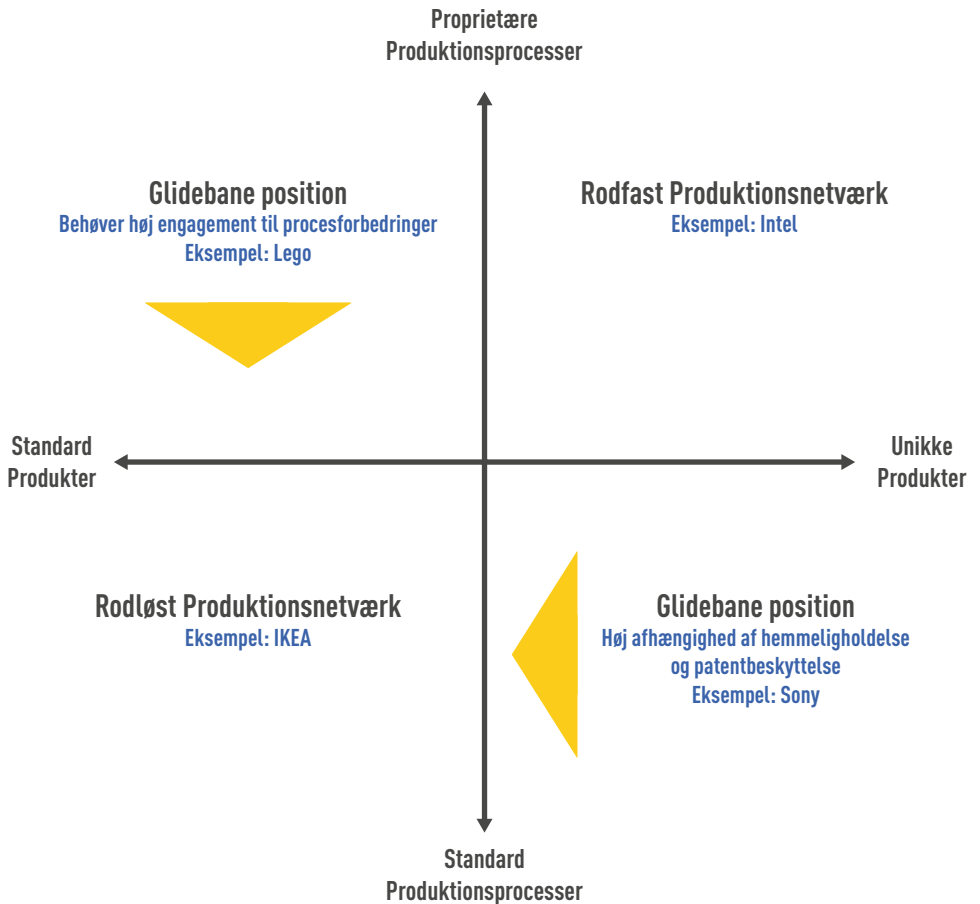 Proprietære
Produktionsprocesser
Glidebane position
Behøver høj engagement til procesforbedringer
Eksempel: Lego
Rodfast Produktionsnetværk
Eksempel: Intel
Standard
Produkter
Unikke
Produkter
Rodløst Produktionsnetværk
Eksempel: IKEA
Glidebane position
Høj afhængighed af hemmeligholdelse
og patentbeskyttelse
Eksempel: Sony
Standard
Produktionsprocesser